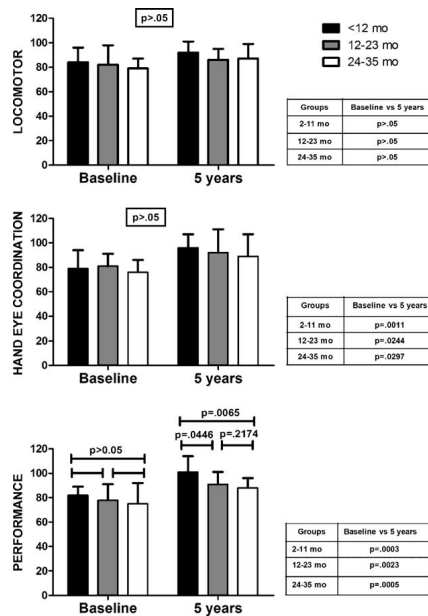 p>.05
<12 mo
12-23 mo
24-35 mo
LOCOMOTOR
120
100
80
60
40
20
0
Baseline
5 years
Groups Baseline vs 5 years
2-11 mo p>.05
12-23 mo p>.05
24-35 mo p>.05
p>.05
HAND EYE COORDINATION
120
100
80
60
40
20
0
Baseline
5 years
Groups Baseline vs 5 years
2-11 mo p=.0011
12-23 mo p=.0244
24-35 mo p=.0297
p=.0065
p>0.05
p=.0446
p=.2174
PERFORMANCE
120
100
80
60
40
20
0
Baseline
5 years
Groups Baseline vs 5 years
2-11 mo p=.0003
12-23 mo p=.0023
24-35 mo p=.0005